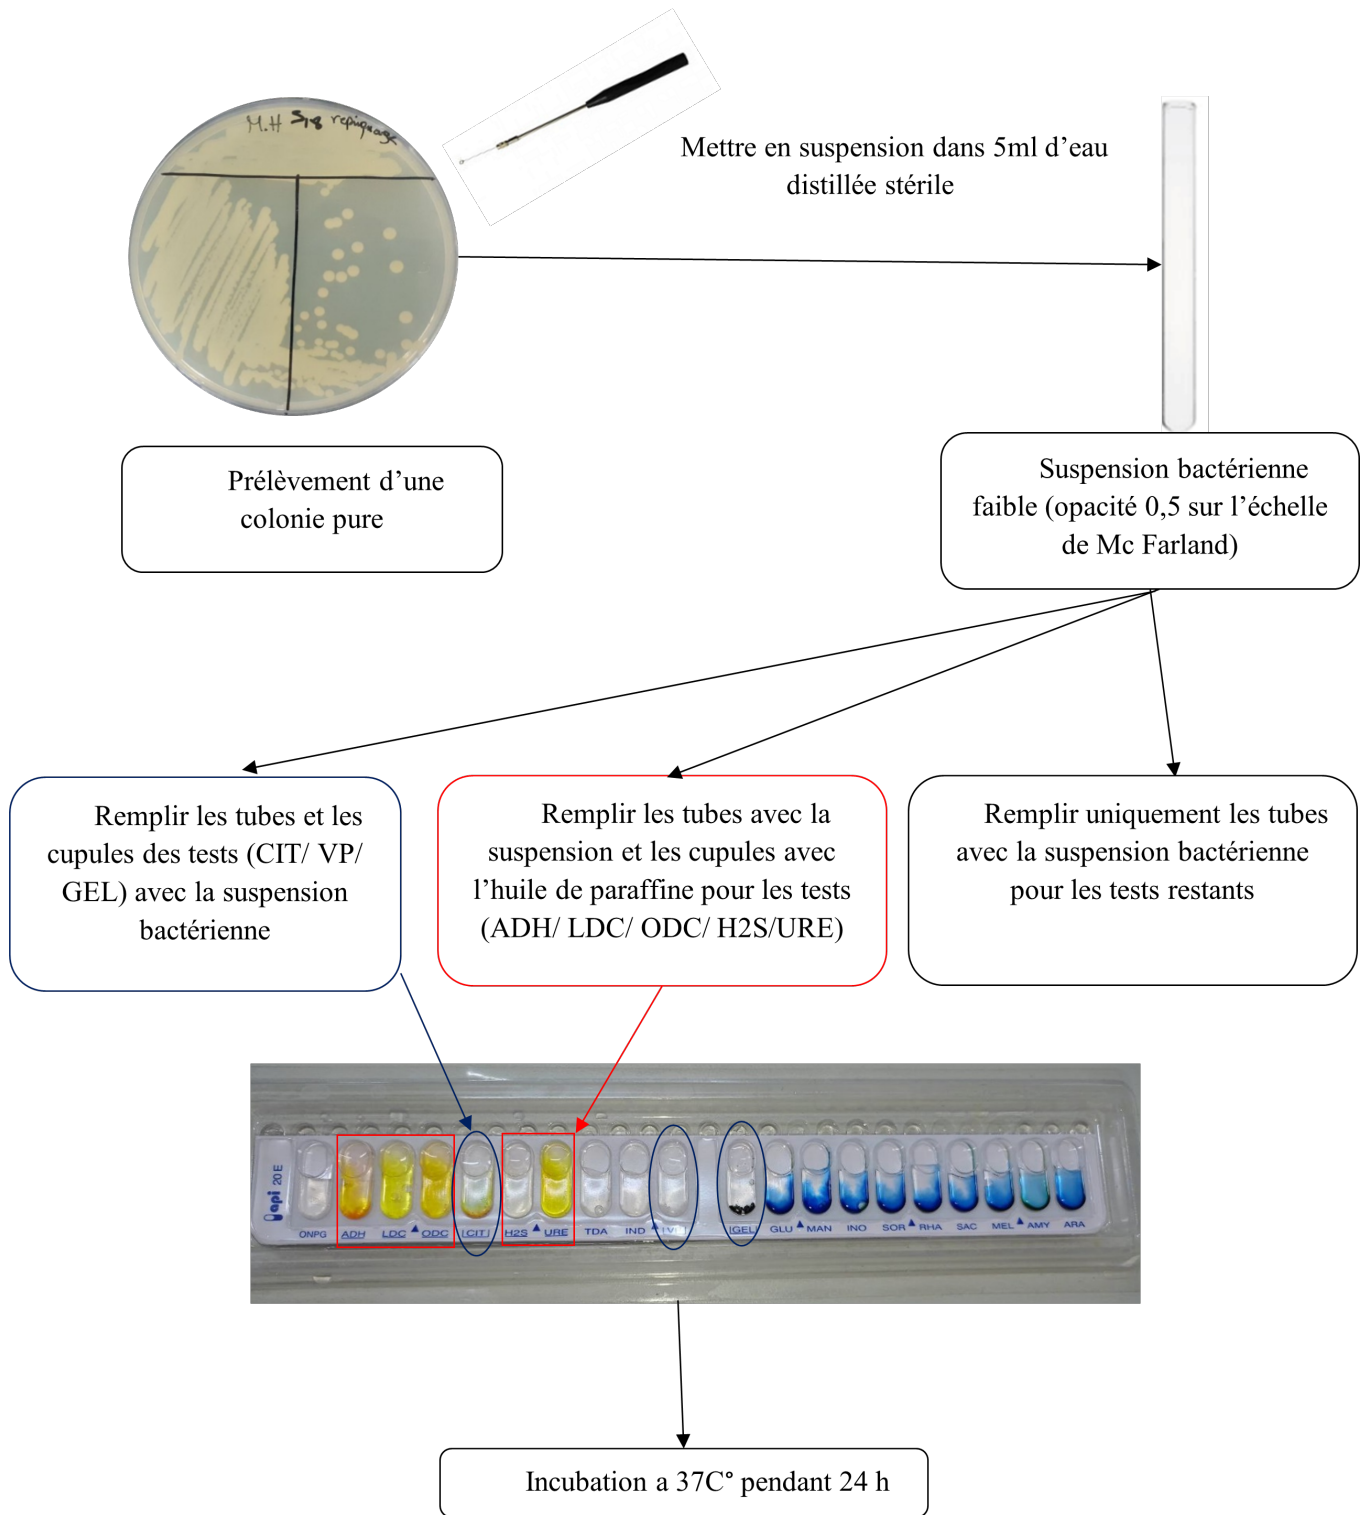 M.H S18 repiquage
Mettre en suspension dans 5ml d’eau
distillée stérile
Prélèvement d’une
colonie pure
Suspension bactérienne
faible (opacité 0,5 sur l’échelle
de Mc Farland)
Remplir les tubes et les
cupules des tests (CIT/ VP/
GEL) avec la suspension
bactérienne
Remplir les tubes avec la
suspension et les cupules avec
l’huile de paraffine pour les tests
(ADH/ LDC/ ODC/ H2S/URE)
Remplir uniquement les tubes
avec la suspension bactérienne
pour les tests restants
api 20 E
ONPG ADH LDC ODC |CIT| H2S URE TDA IND |GEL| GLU MAN INO SOR RHA SAC MEL AMY ARA
Incubation a 37C° pendant 24 h